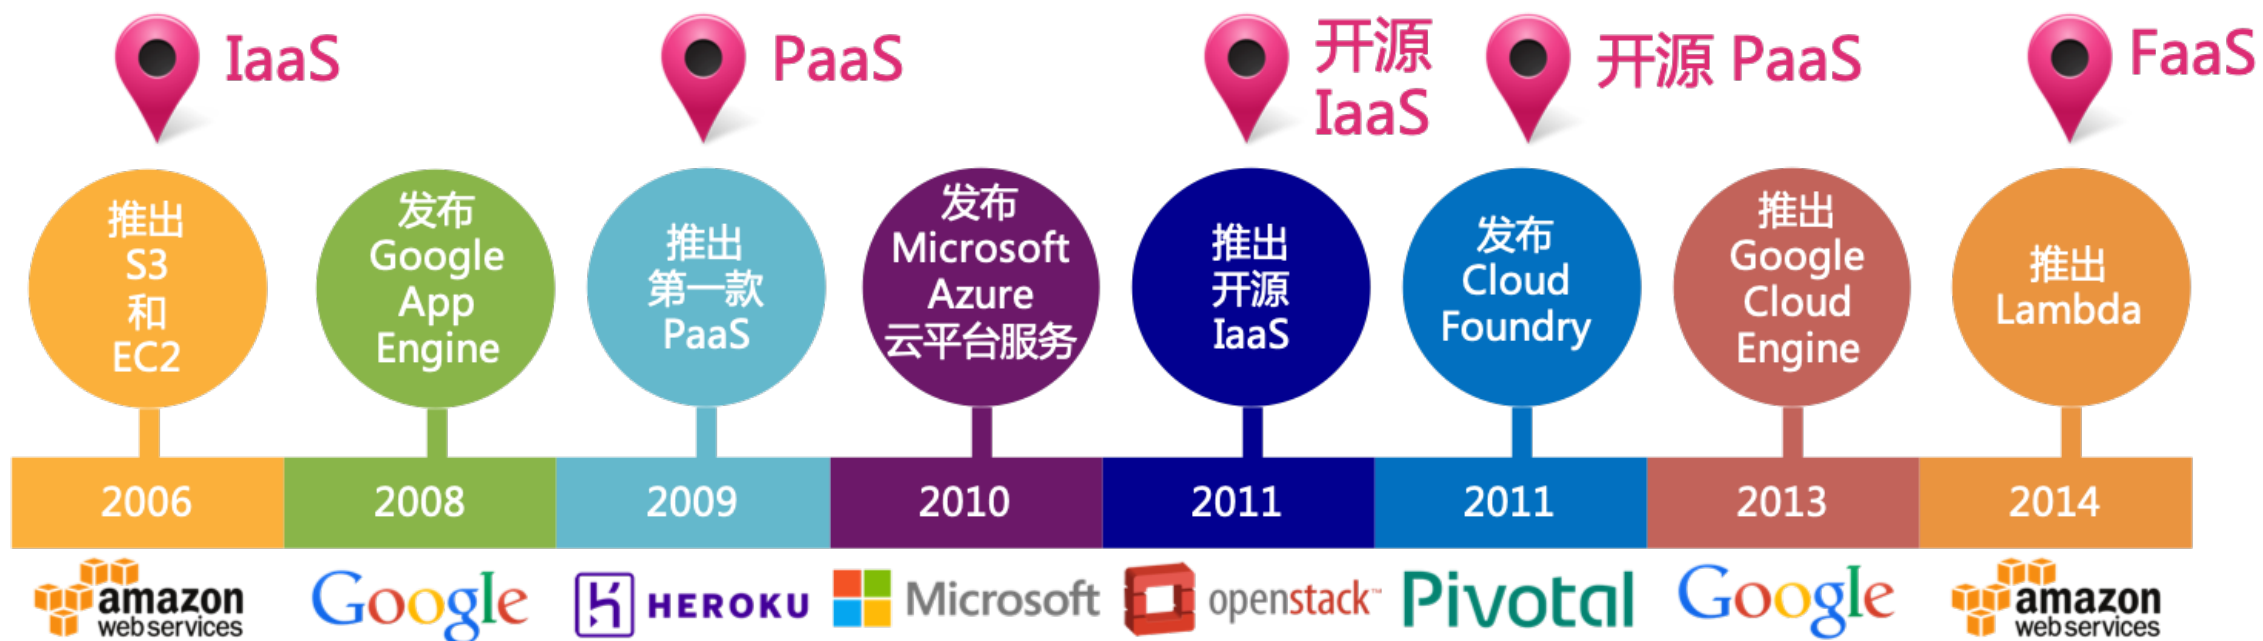 IaaS
PaaS
开源
IaaS
开源 PaaS
FaaS
推出
S3
和
EC2
发布
Google
App
Engine
推出
第一款
PaaS
发布
Microsoft
Azure
云平台服务
推出
开源
IaaS
发布
Cloud
Foundry
推出
Google
Cloud
Engine
推出
Lambda
2006
2008
2009
2010
2011
2011
2013
2014
amazon
web services
Google
HEROKU
Microsoft
openstack™
Pivotal
Google
amazon
web services